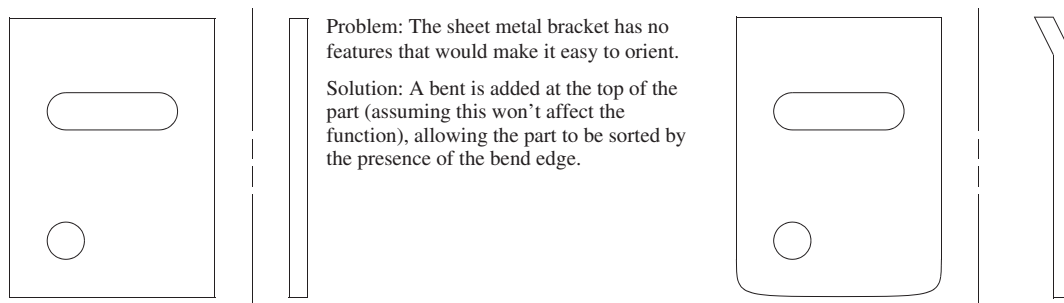 Problem: The sheet metal bracket has no
features that would make it easy to orient.
Solution: A bent is added at the top of the
part (assuming this won’t affect the
function), allowing the part to be sorted by
the presence of the bend edge.